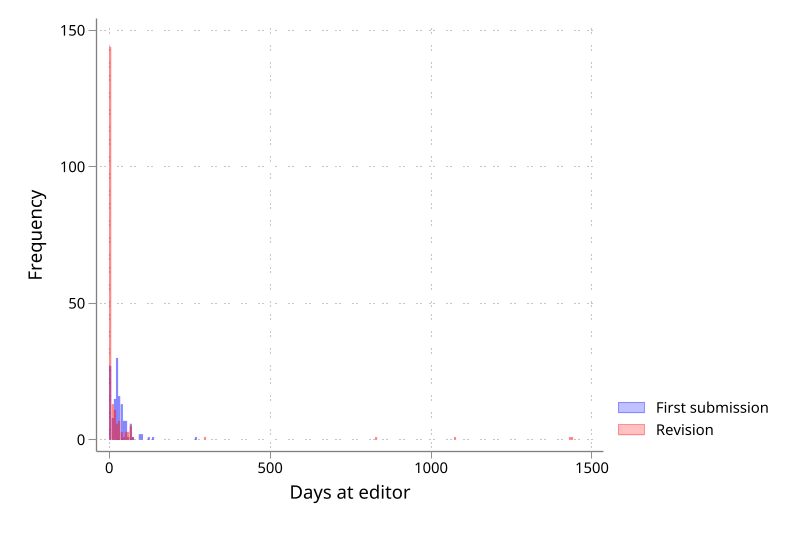 150
100
50
0
Frequency
0 500 1000 1500
Days at editor
First submission
Revision